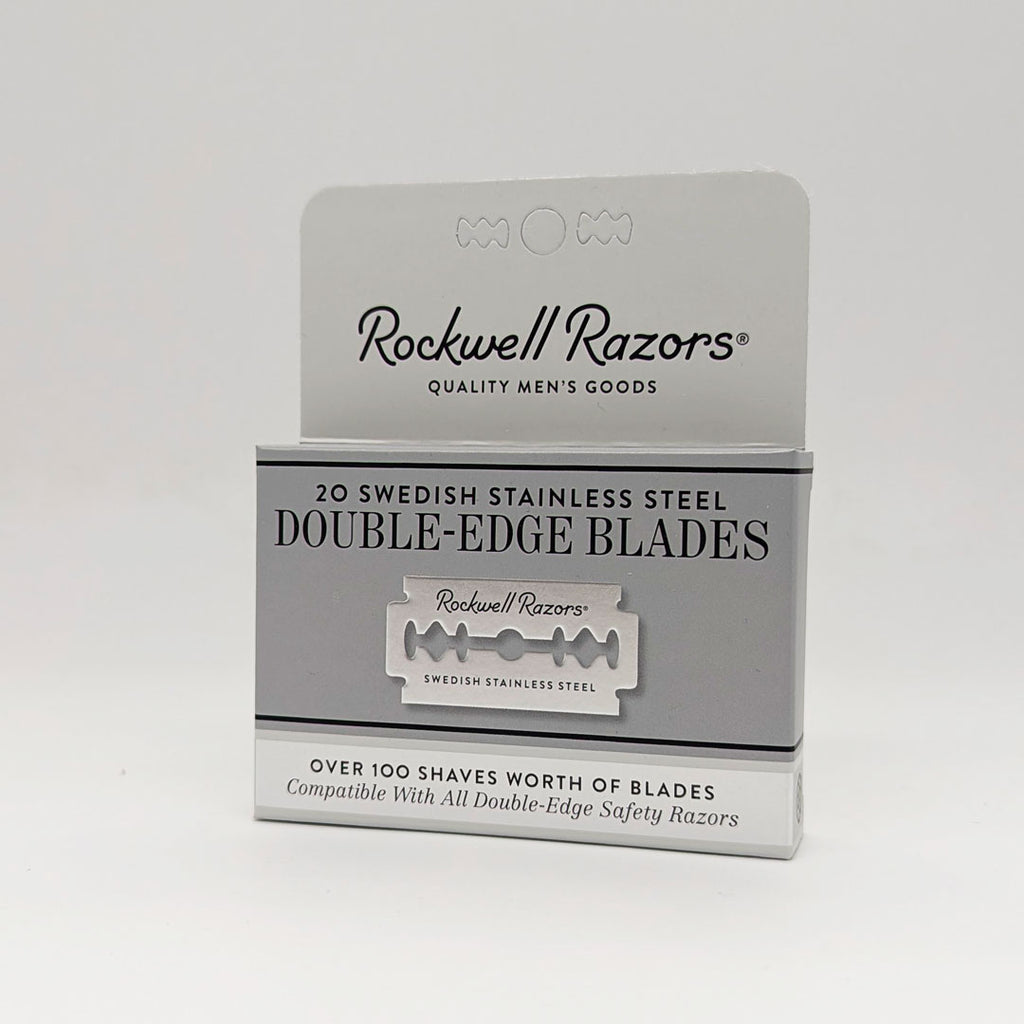 Rockwell Razors®
QUALITY MEN'S GOODS
20 SWEDISH STAINLESS STEEL
DOUBLE-EDGE BLADES
Rockwell Razors®
SWEDISH STAINLESS STEEL
OVER 100 SHAVES WORTH OF BLADES
Compatible With All Double-Edge Safety Razors